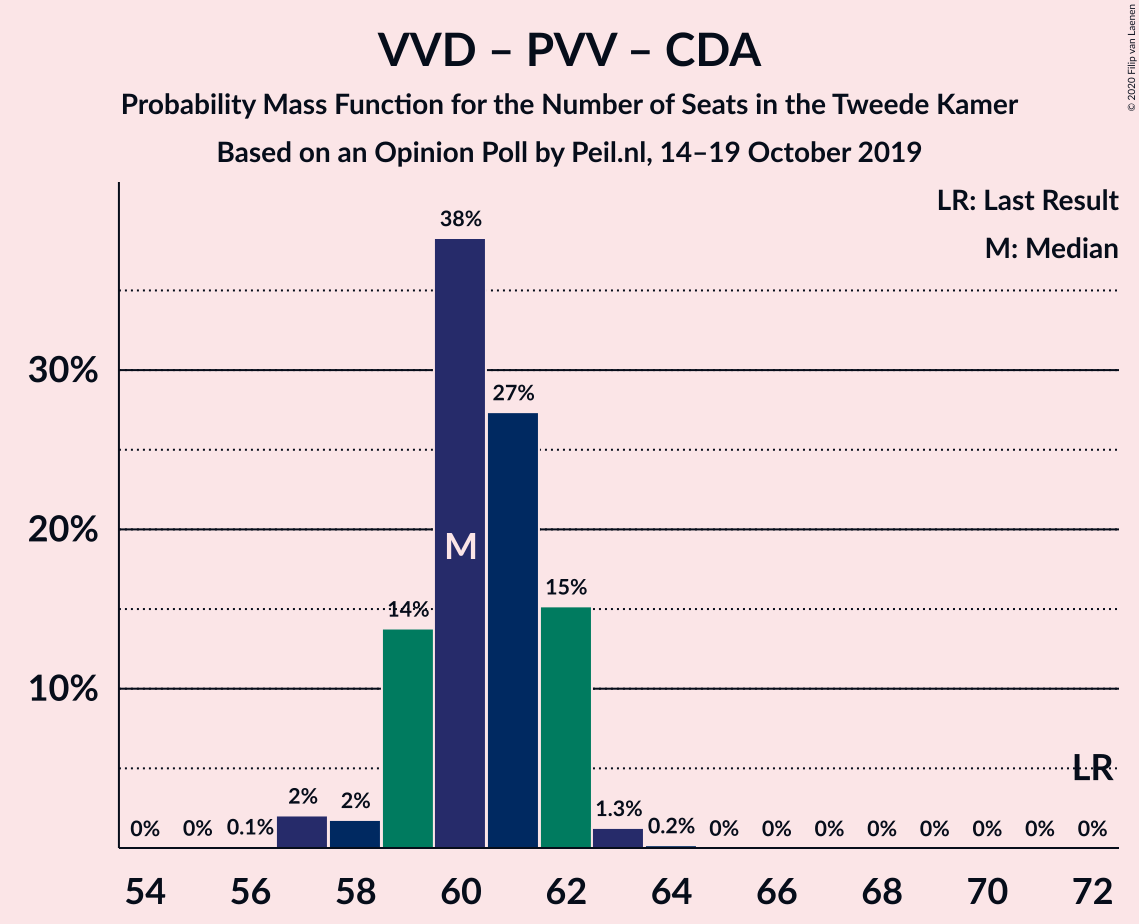 VVD – PVV – CDA
Probability Mass Function for the Number of Seats in the Tweede Kamer
Based on an Opinion Poll by Peil.nl, 14–19 October 2019
© 2020 Filip van Laenen
LR: Last Result
M: Median
30%
20%
10%
0% 0% 0.1% 2% 2% 14% 38% 27% 15% 1.3% 0.2% 0% 0% 0% 0% 0% 0% 0% 0%
M
LR
54 56 58 60 62 64 66 68 70 72